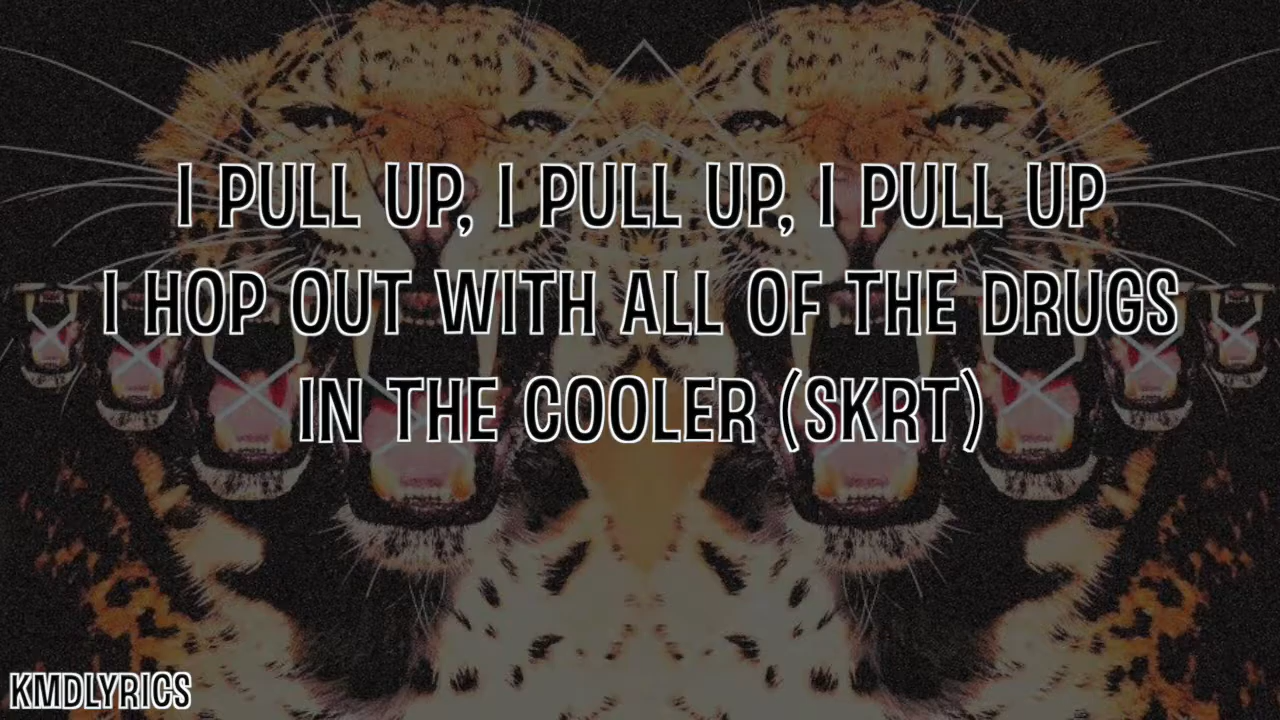 I PULL UP, I PULL UP, I PULL UP
I HOP OUT WITH ALL OF THE DRUGS
IN THE COOLER (SKRT)
KMDLYRICS